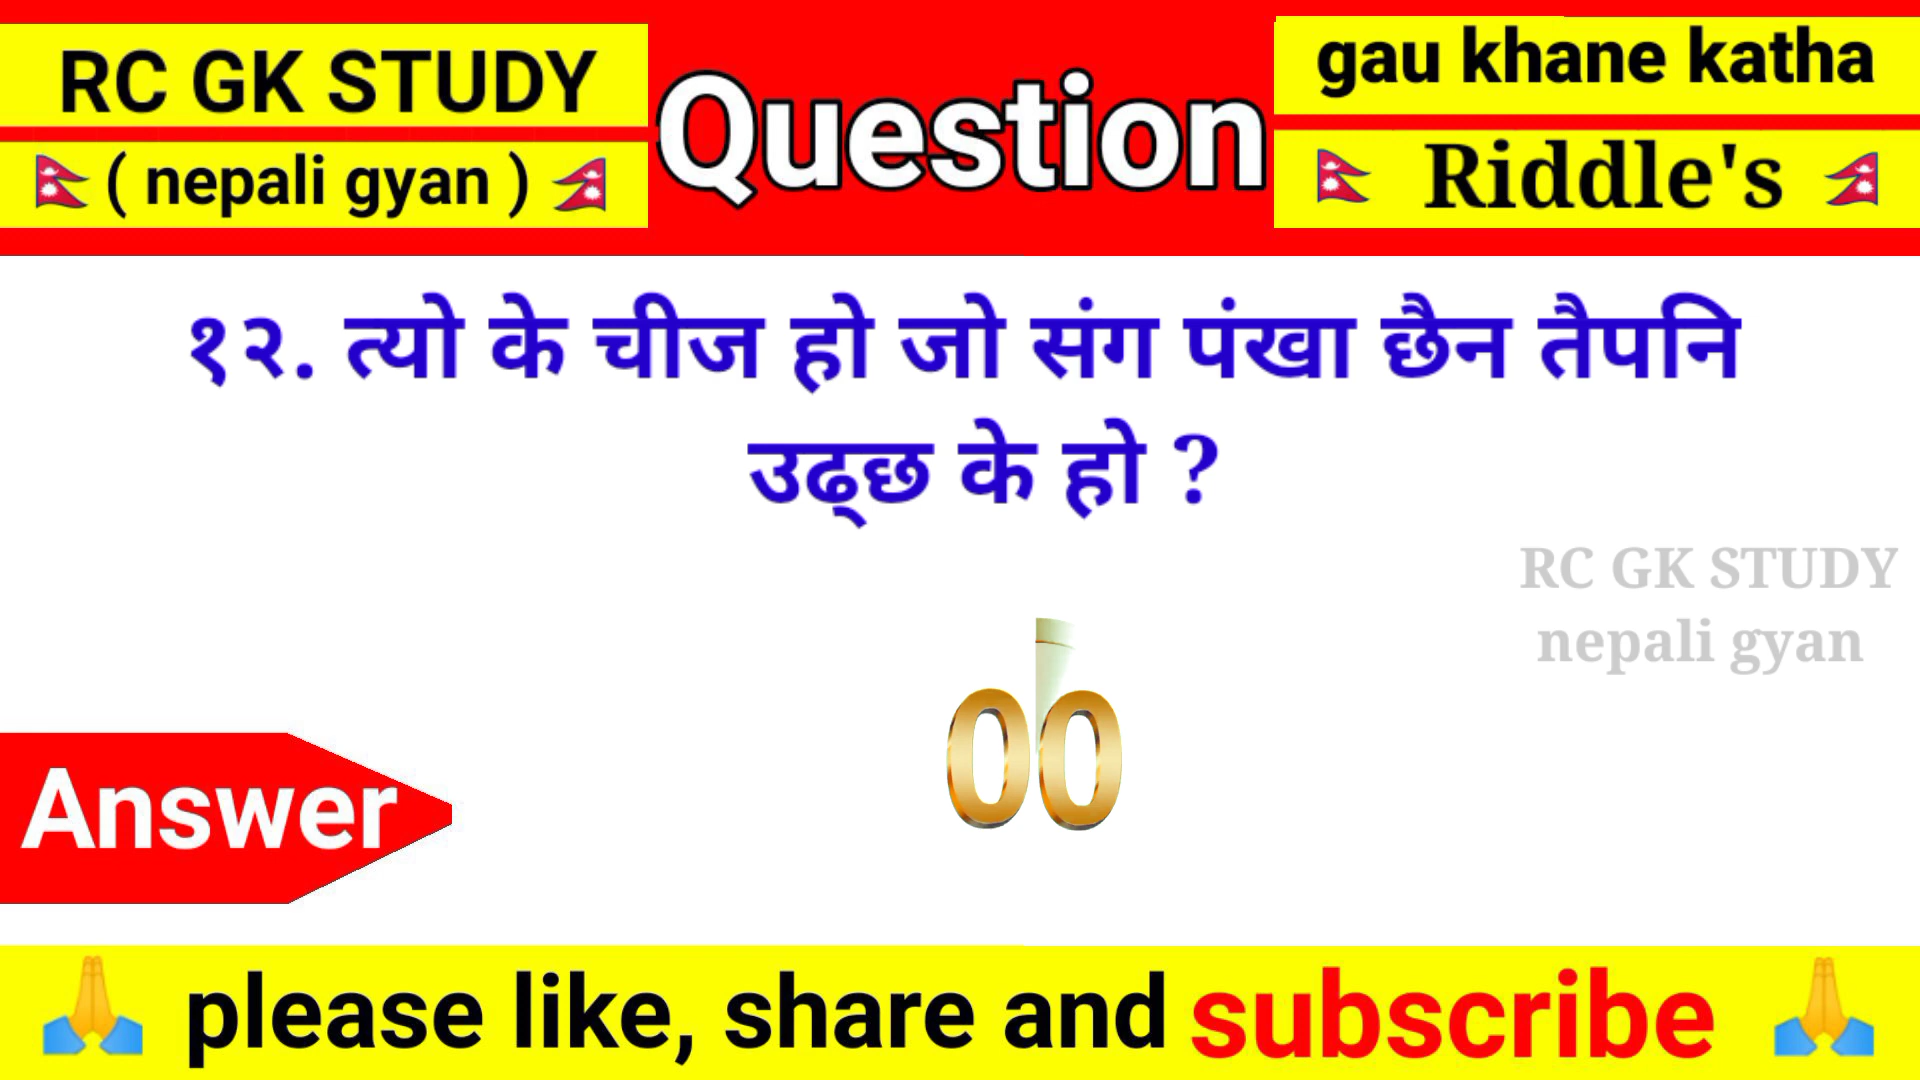 RC GK STUDY
( nepali gyan )
Question
gau khane katha
Riddle's
१२. त्यो के चीज हो जो संग पंखा छैन तैपनि
उढ्छ के हो ?
RC GK STUDY
nepali gyan
00
Answer
please like, share and subscribe